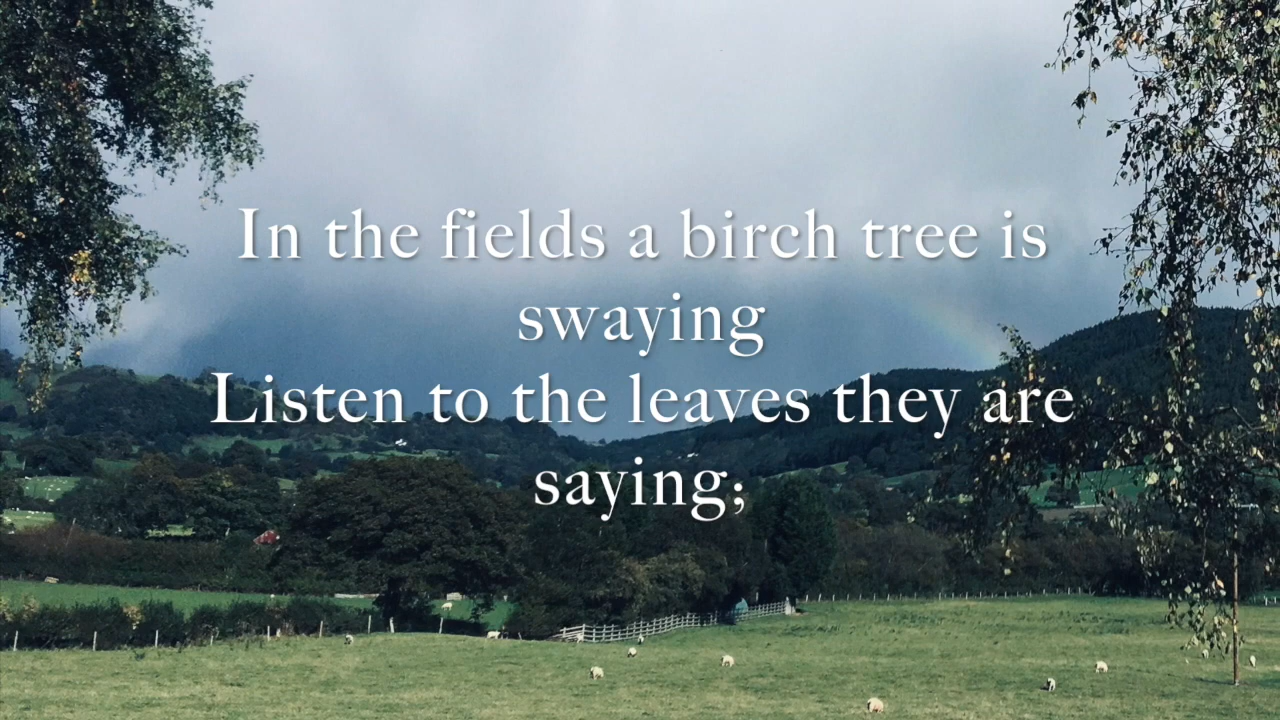 In the fields a birch tree is
swaying
Listen to the leaves they are
saying;